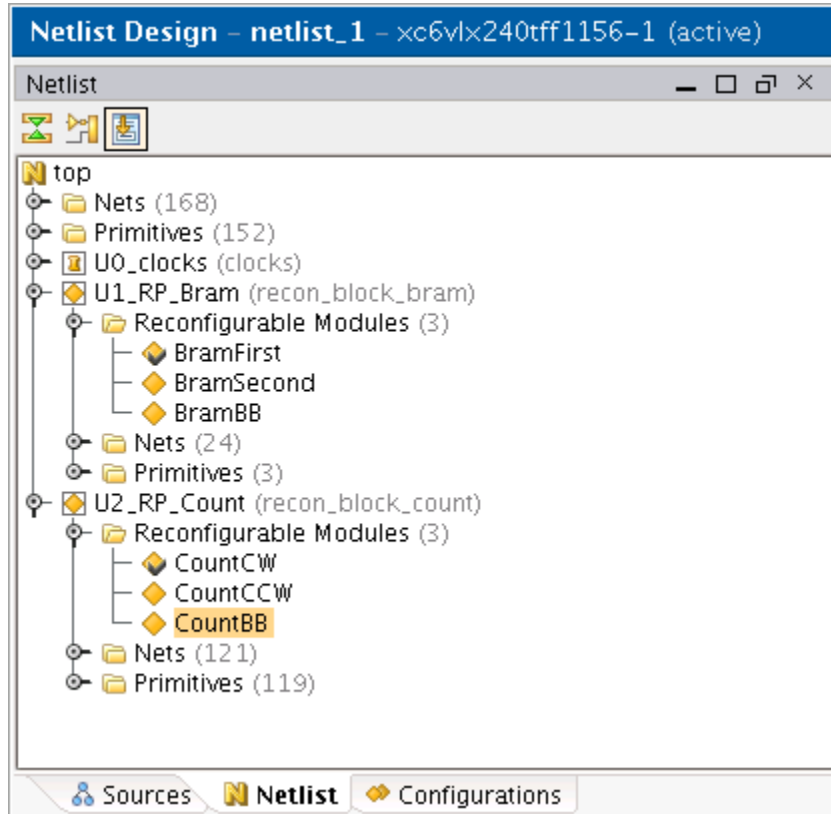 Netlist Design – netlist_1 – xc6vlx240tff1156–1 (active)
Netlist
top
Nets (168)
Primitives (152)
U0_clocks (clocks)
U1_RP_Bram (recon_block_bram)
Reconfigurable Modules (3)
BramFirst
BramSecond
BramBB
Nets (24)
Primitives (3)
U2_RP_Count (recon_block_count)
Reconfigurable Modules (3)
CountCW
CountCCW
CountBB
Nets (121)
Primitives (119)
Sources Netlist Configurations